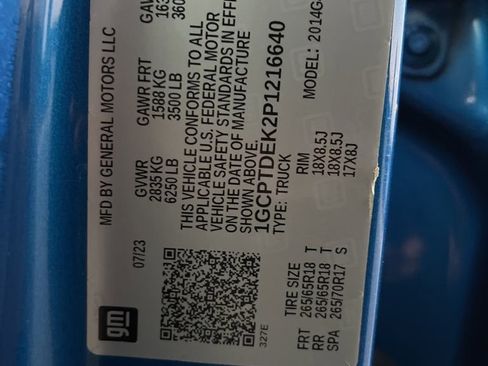 MFD BY GENERAL MOTORS LLC
GVWR GAWR FRT GAWR
2835 KG 1588 KG
6250 LB 3500 LB
THIS VEHICLE CONFORMS TO ALL
APPLICABLE U.S. FEDERAL MOTOR
VEHICLE SAFETY STANDARDS IN EFFE
ON THE DATE OF MANUFACTURE
SHOWN ABOVE.
1GCPTDEK2P1216640
TYPE: TRUCK MODEL: 2014G
07/23
gm
327E
TIRE SIZE RIM
FRT 265/65R18 T 18X8.5J
RR 265/65R18 T 18X8.5J
SPA 265/70R17 S 17X8J